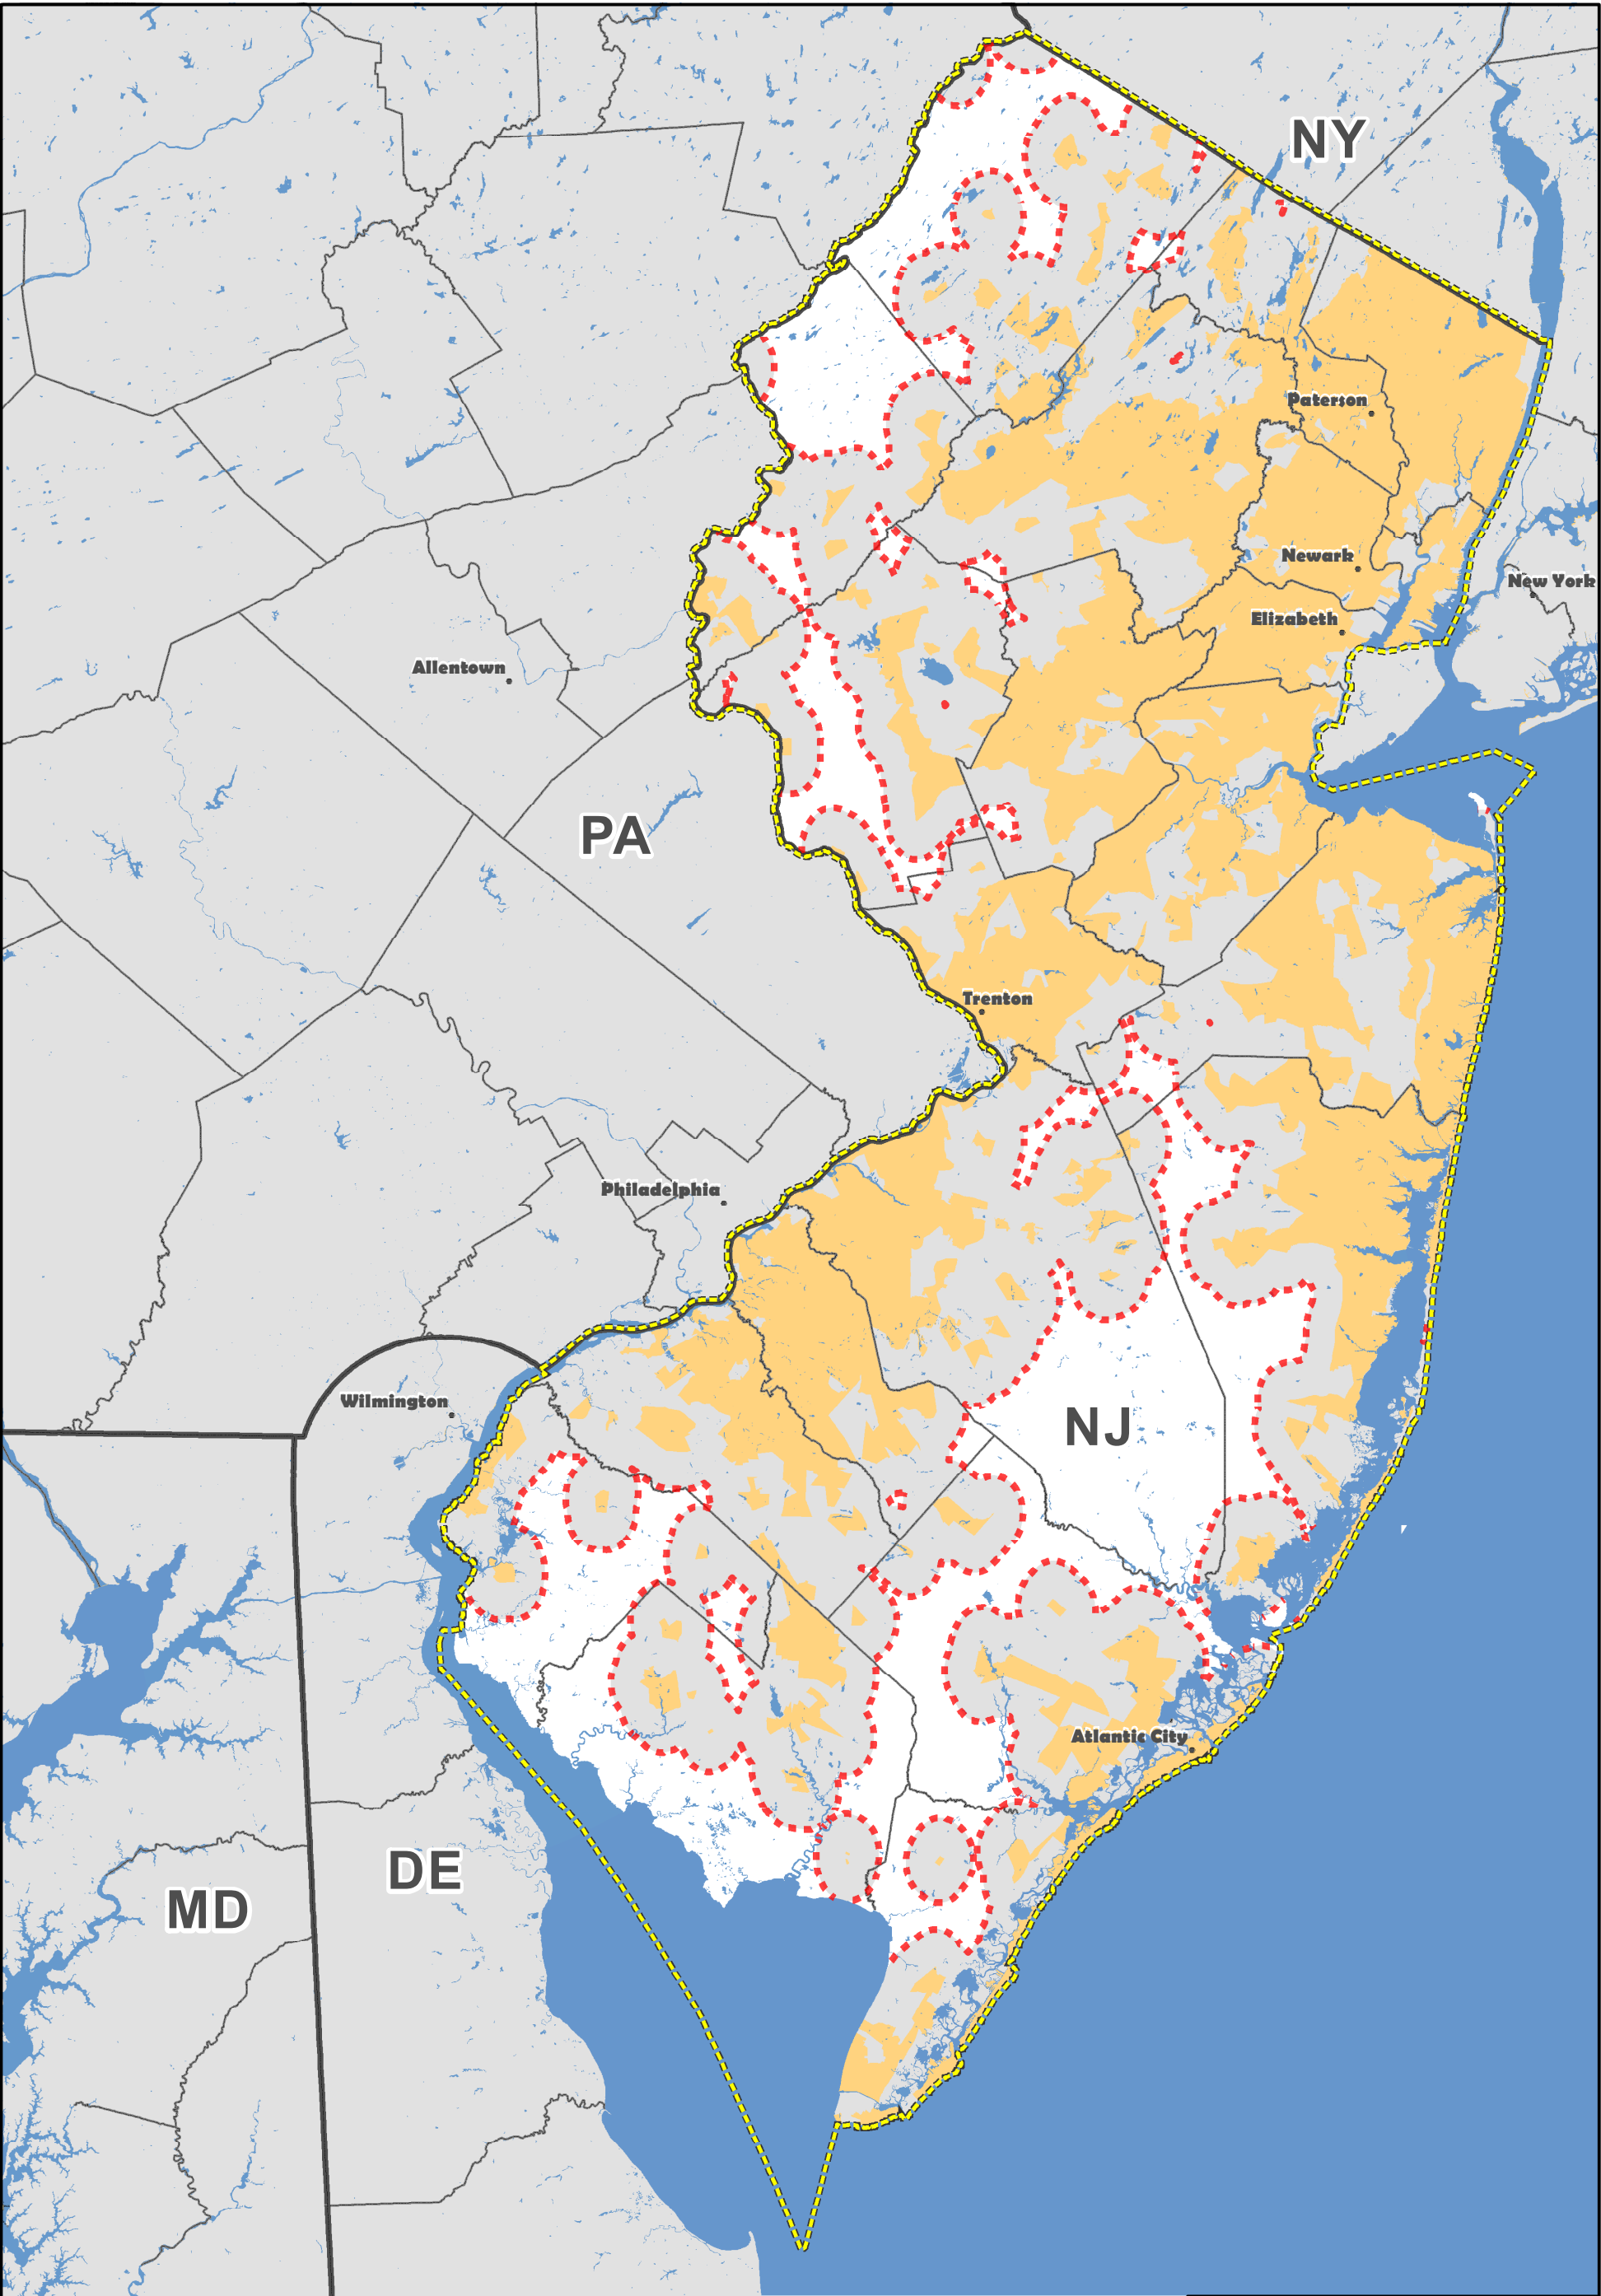 NY
Paterson
Newark
New York
Elizabeth
Allentown
PA
Trenton
Philadelphia
Wilmington
NJ
Atlantic City
DE
MD